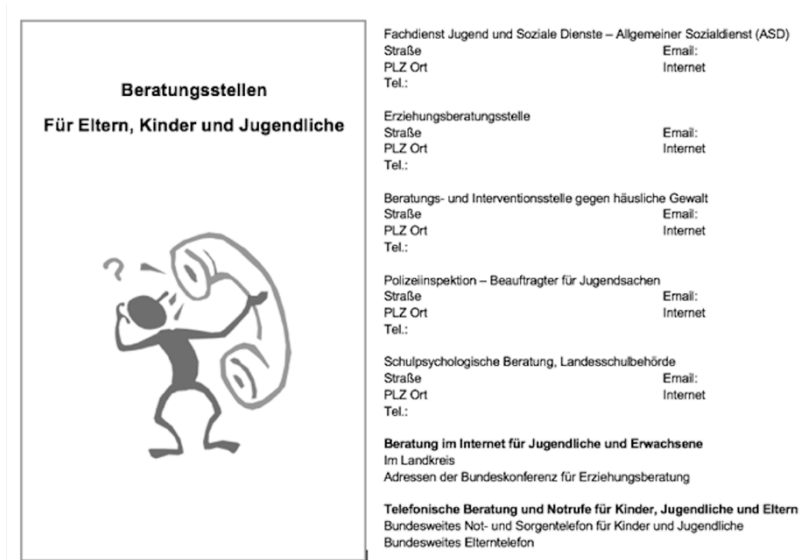 Beratungsstellen
Für Eltern, Kinder und Jugendliche
?
Fachdienst Jugend und Soziale Dienste – Allgemeiner Sozialdienst (ASD)
Straße Email:
PLZ Ort Internet
Tel.:
Erziehungsberatungsstelle
Straße Email:
PLZ Ort Internet
Tel.:
Beratungs- und Interventionsstelle gegen häusliche Gewalt
Straße Email:
PLZ Ort Internet
Tel.:
Polizeiinspektion – Beauftragter für Jugendsachen
Straße Email:
PLZ Ort Internet
Tel.:
Schulpsychologische Beratung, Landesschulbehörde
Straße Email:
PLZ Ort Internet
Tel.:
Beratung im Internet für Jugendliche und Erwachsene
Im Landkreis
Adressen der Bundeskonferenz für Erziehungsberatung
Telefonische Beratung und Notrufe für Kinder, Jugendliche und Eltern
Bundesweites Not- und Sorgentelefon für Kinder und Jugendliche
Bundesweites Elterntelefon